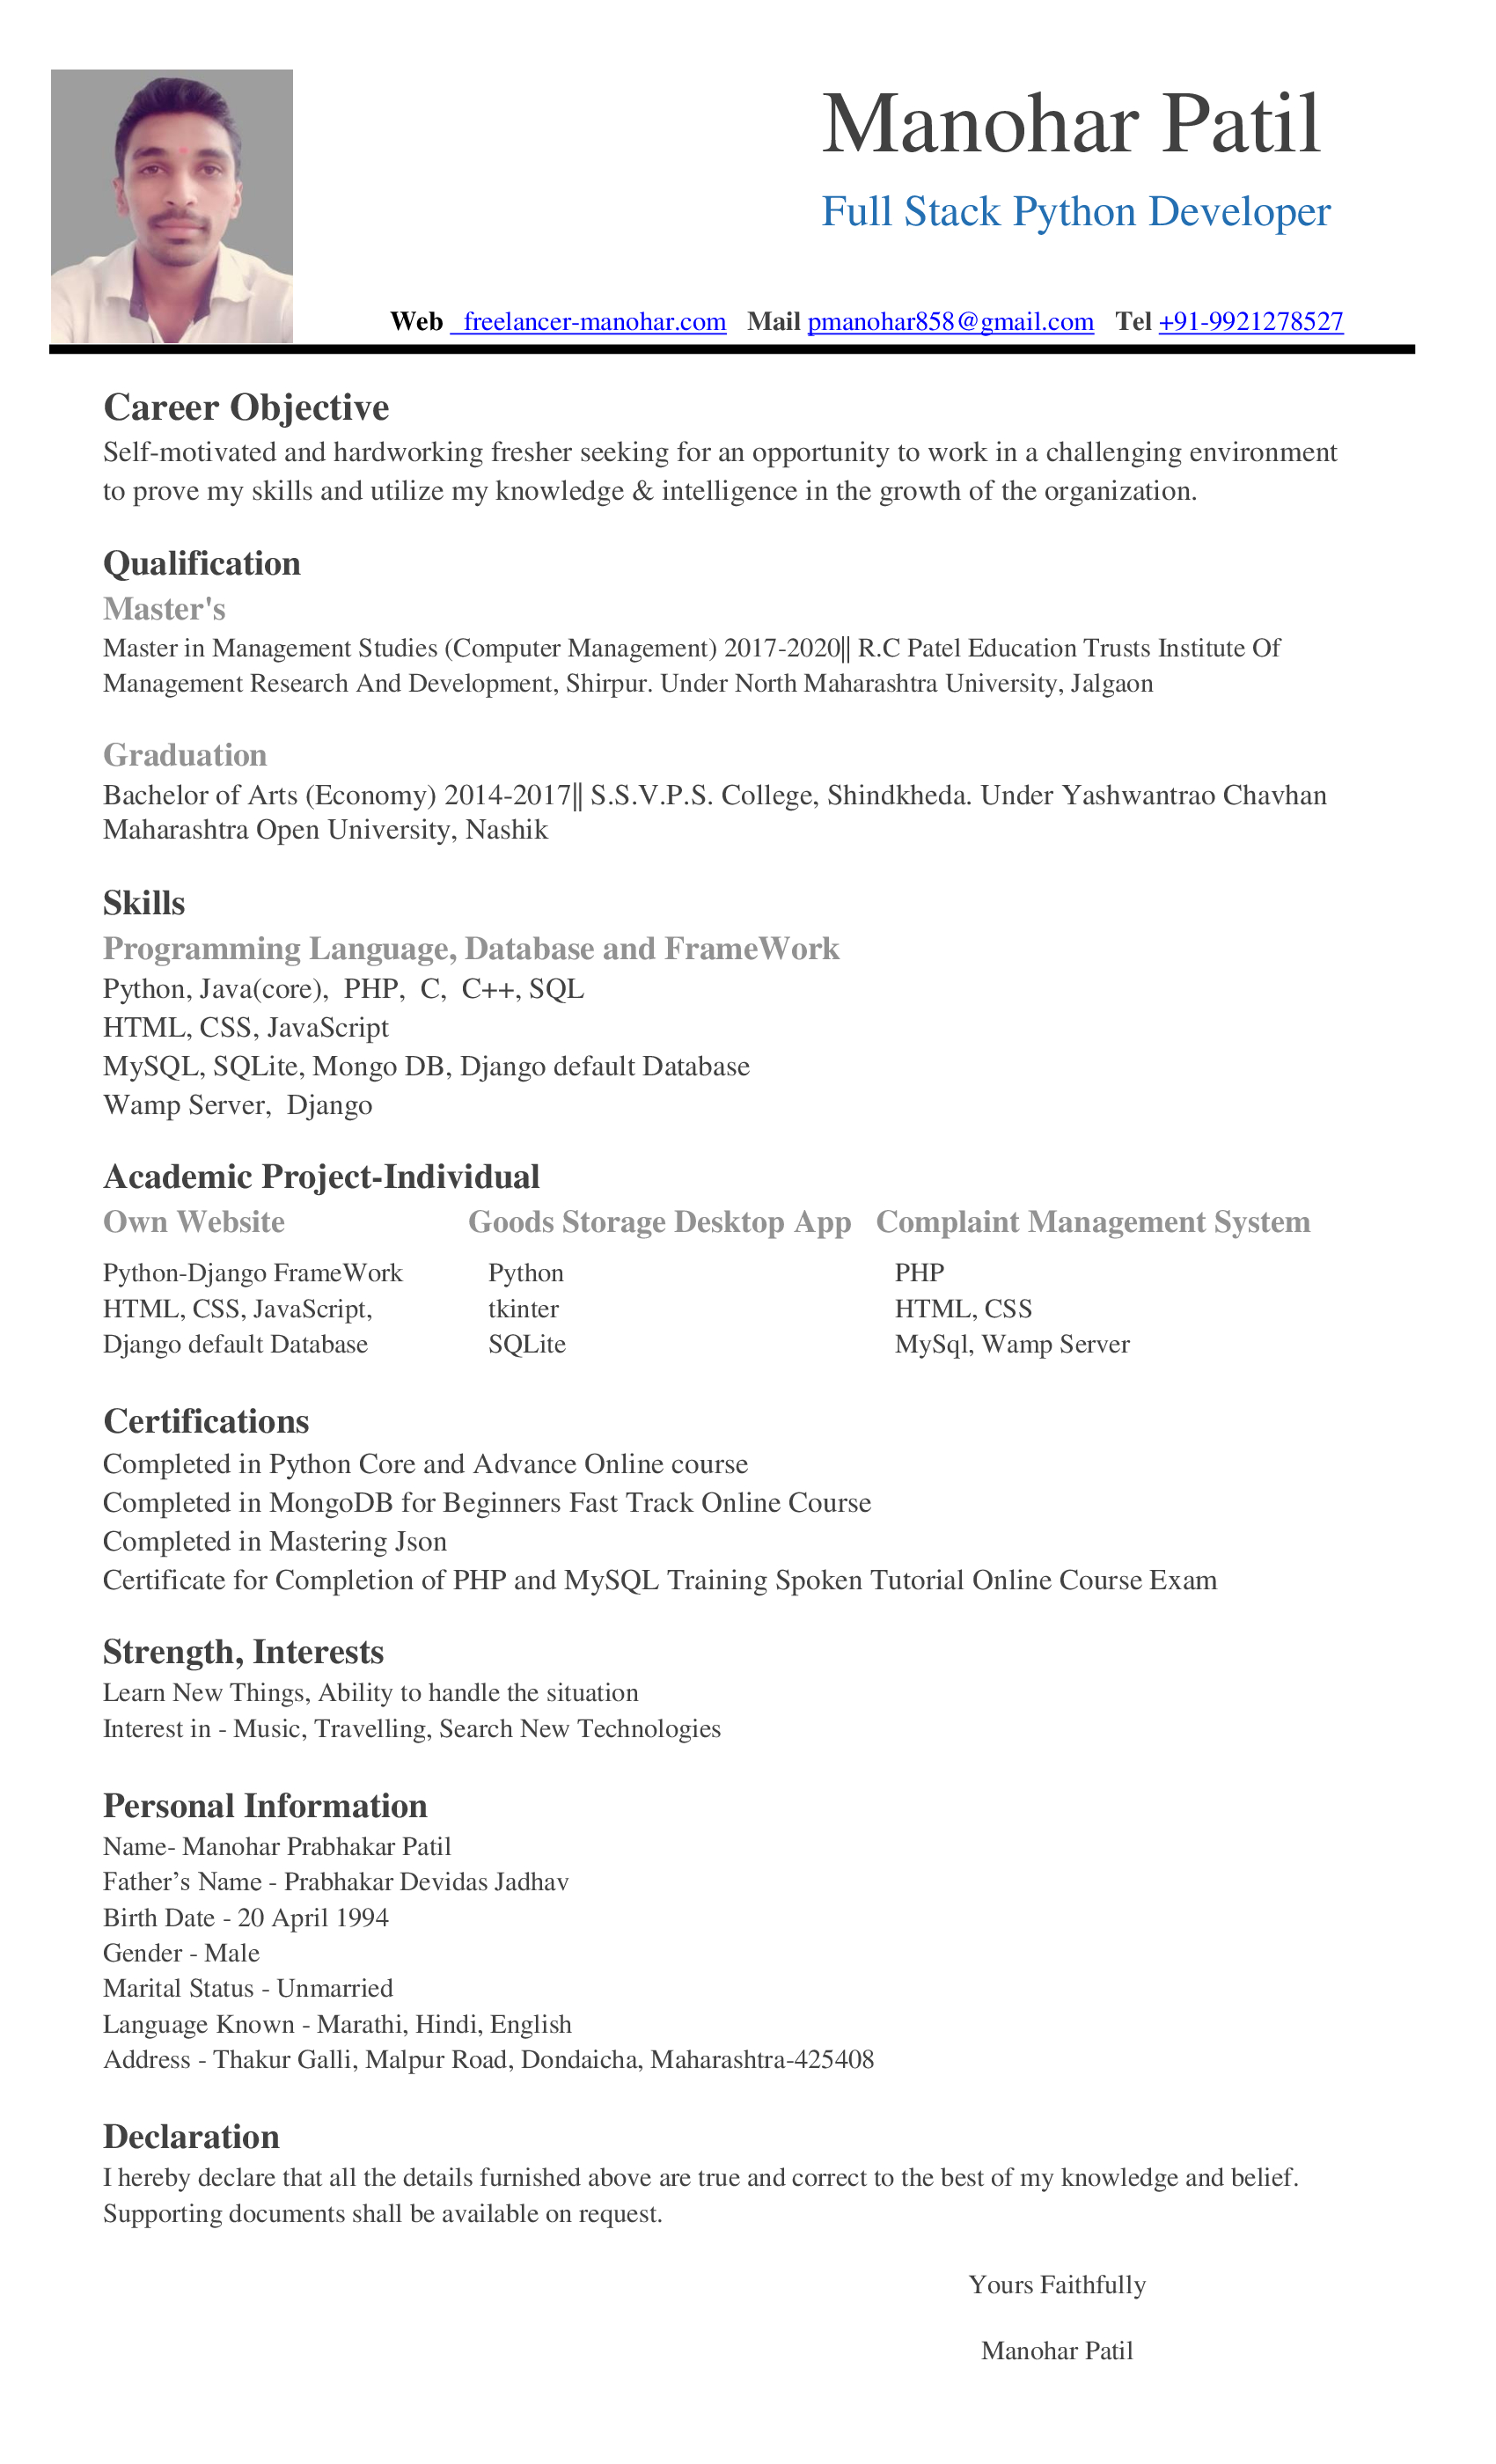 Manohar Patil
Full Stack Python Developer
Web   freelancer-manohar.com   Mail pmanohar858@gmail.com   Tel +91-9921278527
Career Objective
Self-motivated and hardworking fresher seeking for an opportunity to work in a challenging environment
to prove my skills and utilize my knowledge & intelligence in the growth of the organization.
Qualification
Master's
Master in Management Studies (Computer Management) 2017-2020|| R.C Patel Education Trusts Institute Of
Management Research And Development, Shirpur. Under North Maharashtra University, Jalgaon
Graduation
Bachelor of Arts (Economy) 2014-2017|| S.S.V.P.S. College, Shindkheda. Under Yashwantrao Chavhan
Maharashtra Open University, Nashik
Skills
Programming Language, Database and FrameWork
Python, Java(core),  PHP,  C,  C++, SQL
HTML, CSS, JavaScript
MySQL, SQLite, Mongo DB, Django default Database
Wamp Server,  Django
Academic Project-Individual
Own Website   Goods Storage Desktop App   Complaint Management System
Python-Django FrameWork   Python   PHP
HTML, CSS, JavaScript,   tkinter   HTML, CSS
Django default Database   SQLite   MySql, Wamp Server
Certifications
Completed in Python Core and Advance Online course
Completed in MongoDB for Beginners Fast Track Online Course
Completed in Mastering Json
Certificate for Completion of PHP and MySQL Training Spoken Tutorial Online Course Exam
Strength, Interests
Learn New Things, Ability to handle the situation
Interest in - Music, Travelling, Search New Technologies
Personal Information
Name- Manohar Prabhakar Patil
Father’s Name - Prabhakar Devidas Jadhav
Birth Date - 20 April 1994
Gender - Male
Marital Status - Unmarried
Language Known - Marathi, Hindi, English
Address - Thakur Galli, Malpur Road, Dondaicha, Maharashtra-425408
Declaration
I hereby declare that all the details furnished above are true and correct to the best of my knowledge and belief.
Supporting documents shall be available on request.
Yours Faithfully
Manohar Patil